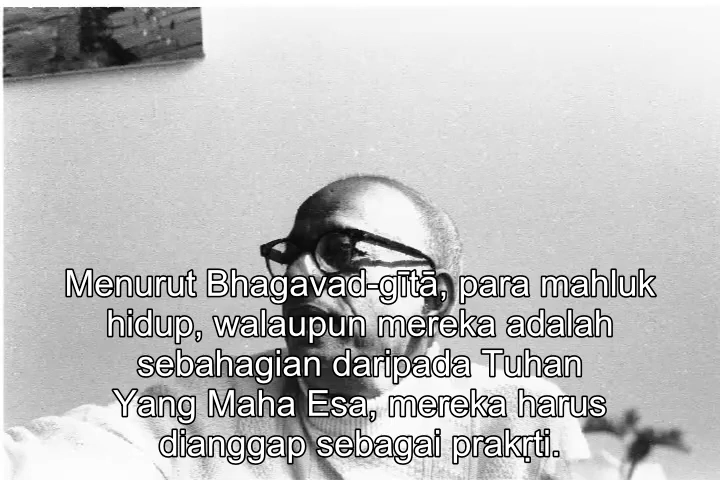 Menurut Bhagavad-gītā, para mahluk
hidup, walaupun mereka adalah
sebahagian daripada Tuhan
Yang Maha Esa, mereka harus
dianggap sebagai prakṛti.